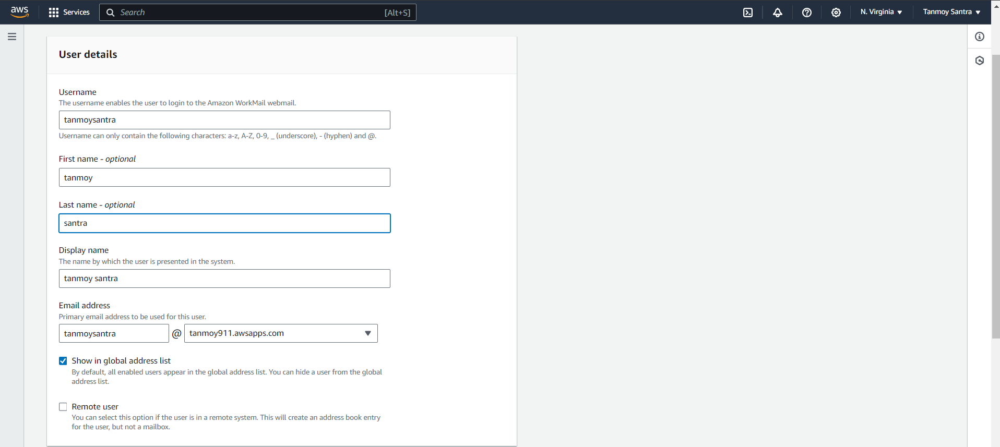 aws
Services
Search
[Alt+S]
N. Virginia
Tanmoy Santra
User details
Username
The username enables the user to login to the Amazon WorkMail webmail.
tanmoysantra
Username can only contain the following characters: a-z, A-Z, 0-9, _ (underscore), - (hyphen) and @.
First name - optional
tanmoy
Last name - optional
santra
Display name
The name by which the user is presented in the system.
tanmoy santra
Email address
Primary email address to be used for this user.
tanmoysantra @ tanmoy911.awsapps.com
Show in global address list
By default, all enabled users appear in the global address list. You can hide a user from the global
address list.
Remote user
You can select this option if the user is in a remote system. This will create an address book entry
for the user, but not a mailbox.